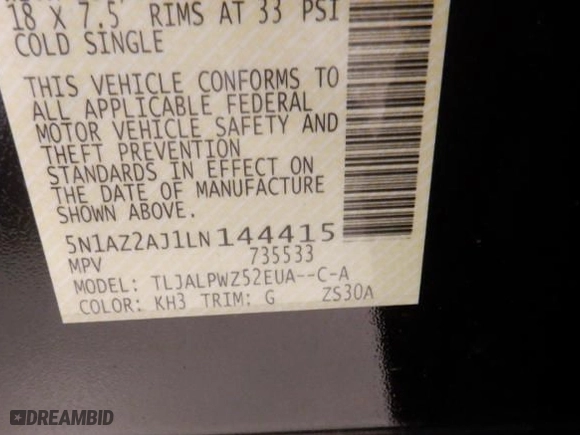 18 X 7.5 RIMS AT 33 PSI
COLD SINGLE
THIS VEHICLE CONFORMS TO
ALL APPLICABLE FEDERAL
MOTOR VEHICLE SAFETY AND
THEFT PREVENTION
STANDARDS IN EFFECT ON
THE DATE OF MANUFACTURE
SHOWN ABOVE.
5N1AZ2AJ1LN144415
MPV 735533
MODEL: TLJALPWZ52EUA--C-A
COLOR: KH3 TRIM: G ZS30A
DREAMBID